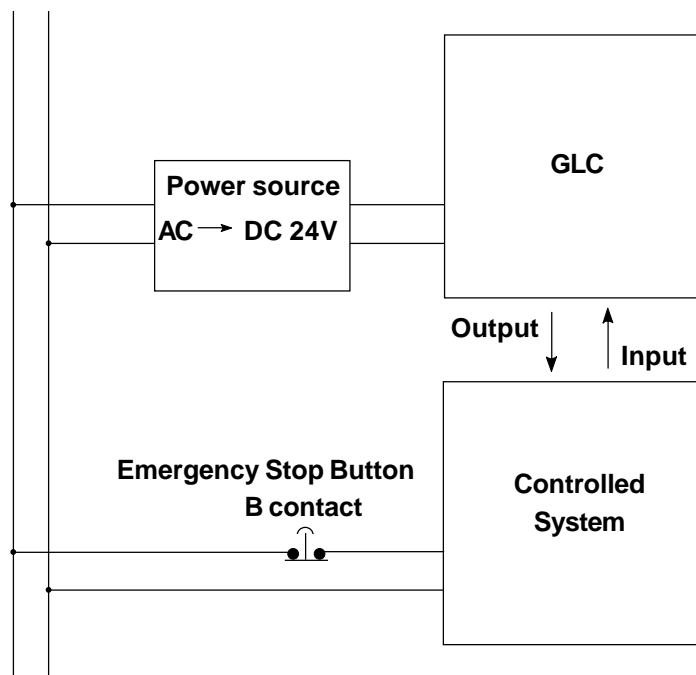 GLC
Power source
AC DC 24V
Output
Input
Emergency Stop Button
B contact
Controlled
System